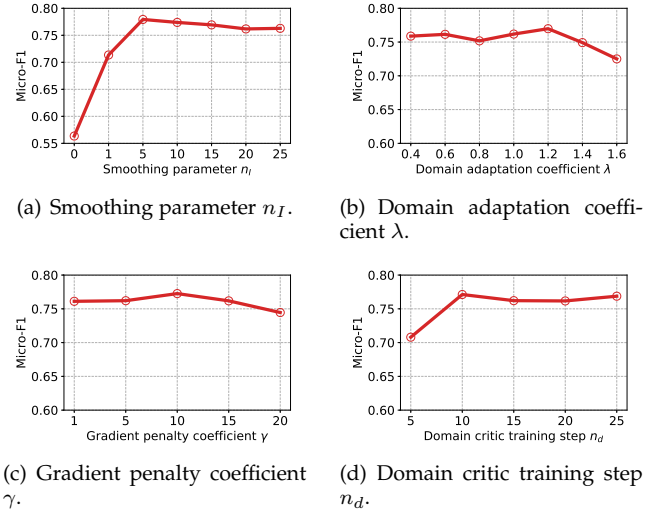 0.80
0.75
0.70
0.65
0.60
0.55
Micro-F1
0 1 5 10 15 20 25
Smoothing parameter n_I
(a) Smoothing parameter n_I.
0.80
0.75
0.70
0.65
0.60
Micro-F1
0.4 0.6 0.8 1.0 1.2 1.4 1.6
Domain adaptation coefficient λ
(b) Domain adaptation coeffi-
cient λ.
0.80
0.75
0.70
0.65
0.60
Micro-F1
1 5 10 15 20
Gradient penalty coefficient γ
(c) Gradient penalty coefficient
γ.
0.80
0.75
0.70
0.65
0.60
Micro-F1
5 10 15 20 25
Domain critic training step n_d
(d) Domain critic training step
n_d.